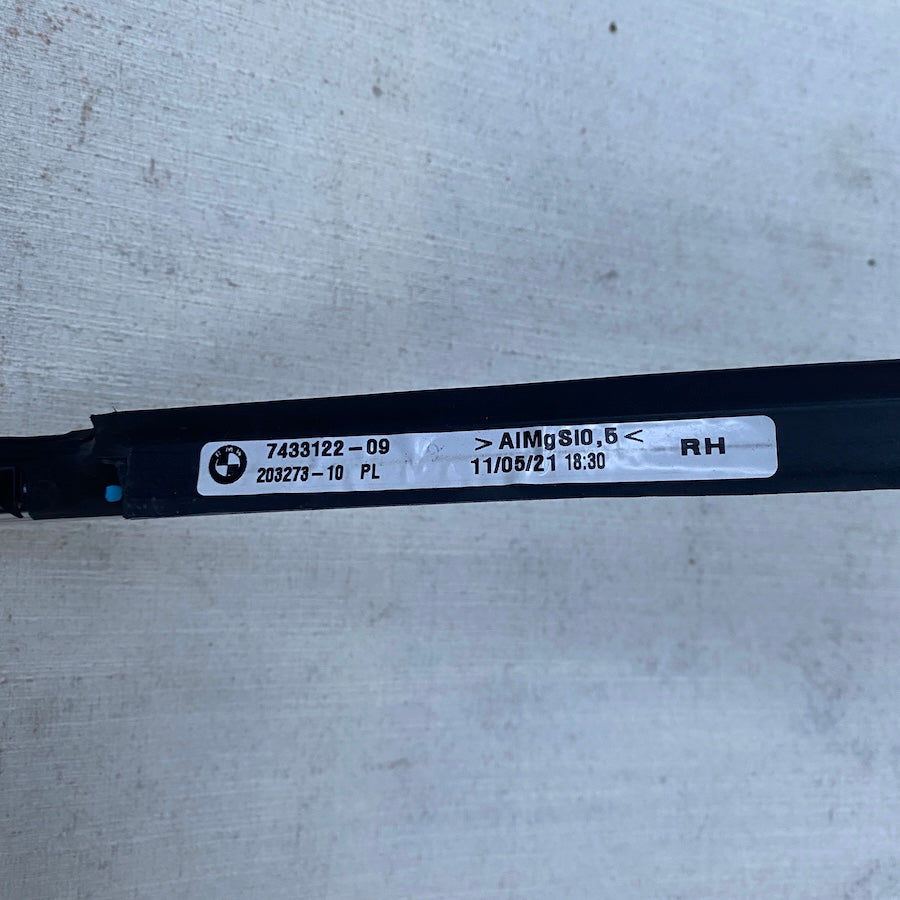 7433122-09
203273-10 PL
>AlMgSi0,5<
11/05/21 18:30
RH